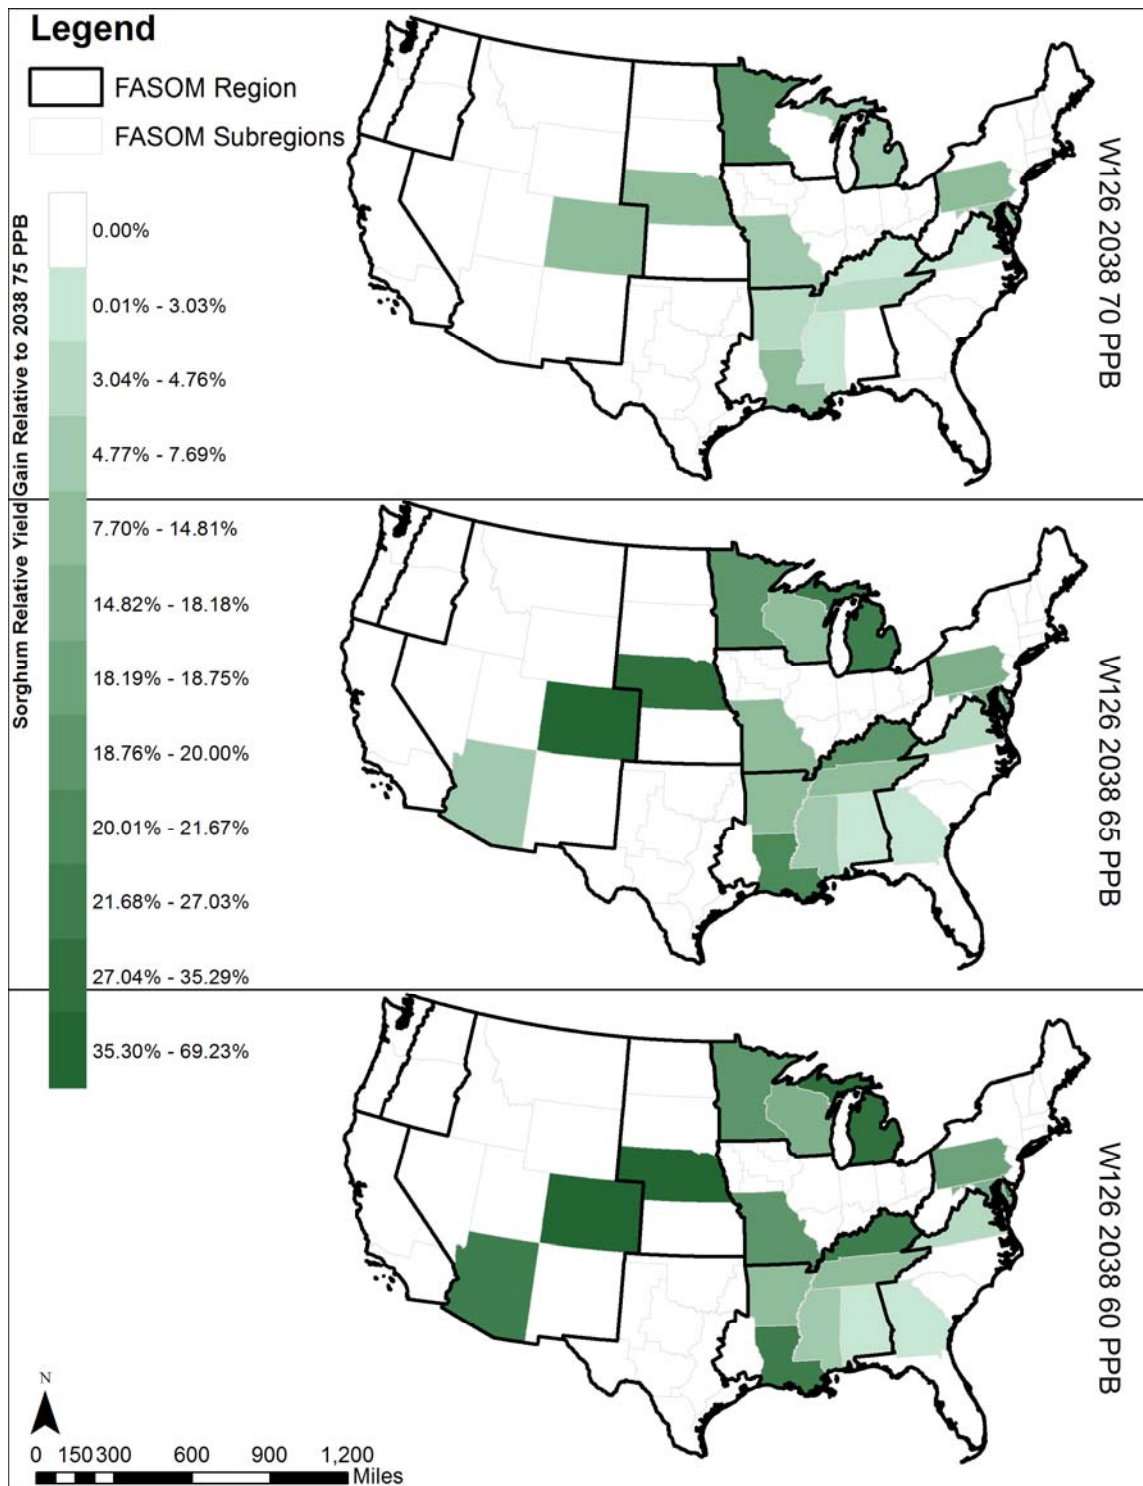 Legend
FASOM Region
FASOM Subregions
Sorghum Relative Yield Gain Relative to 2038 75 PPB
0.00%
0.01% - 3.03%
3.04% - 4.76%
4.77% - 7.69%
7.70% - 14.81%
14.82% - 18.18%
18.19% - 18.75%
18.76% - 20.00%
20.01% - 21.67%
21.68% - 27.03%
27.04% - 35.29%
35.30% - 69.23%
W126 2038 70 PPB
W126 2038 65 PPB
W126 2038 60 PPB
N
0 150 300 600 900 1,200
Miles